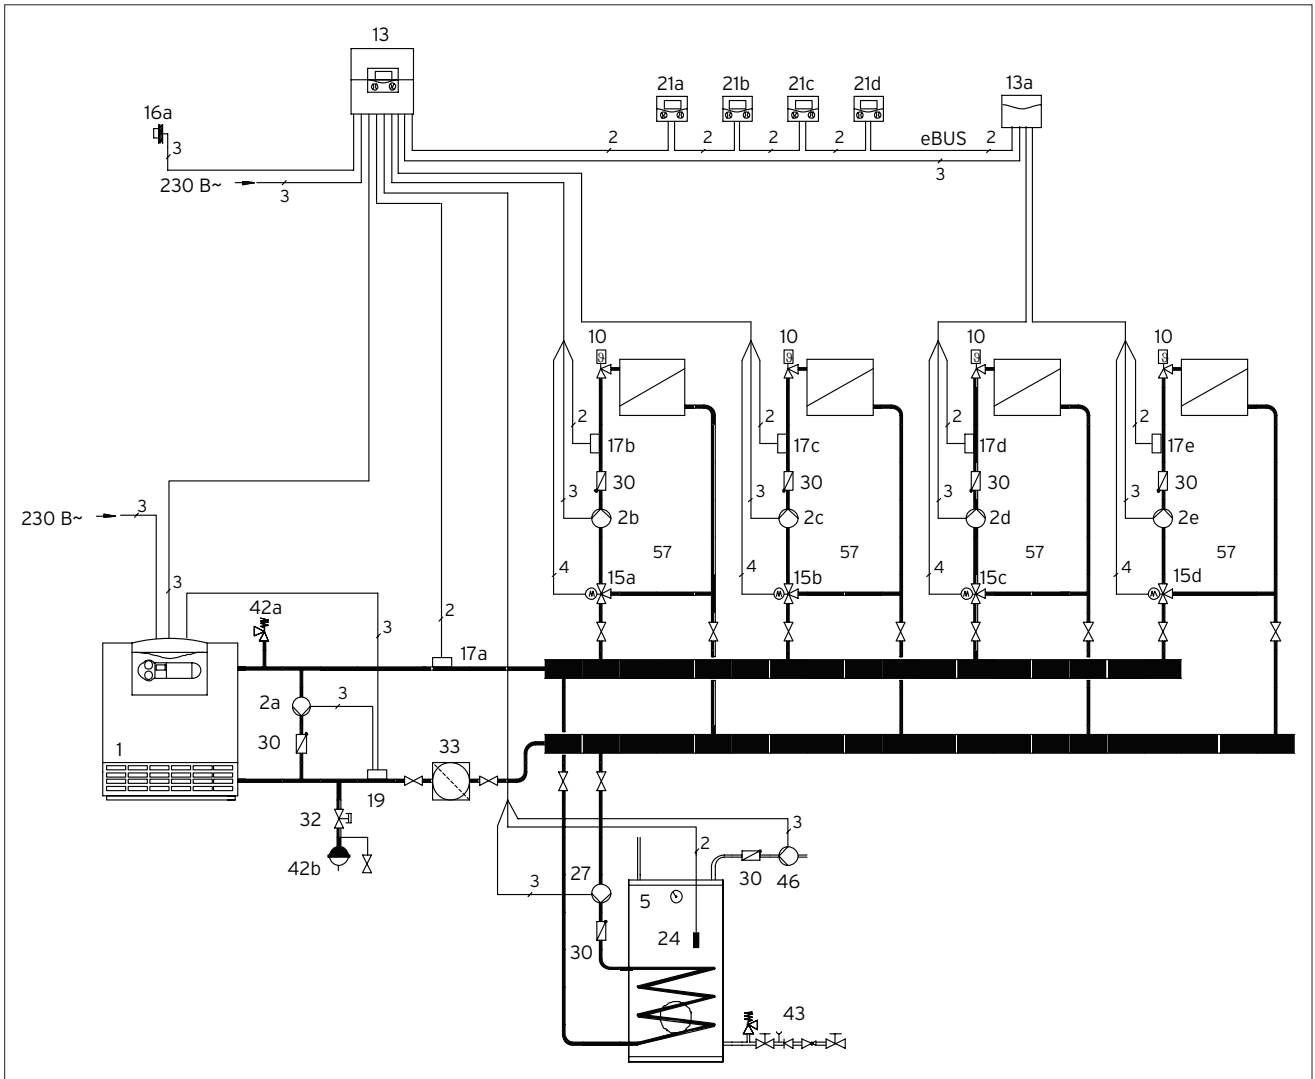 13
21a 21b 21c 21d 13a
16a
3 2 2 2 2 eBUS 2
3
230 В~ 3
10 10 10 10
2 2 2 2
17b 17c 17d 17e
30 30 30 30
3 3 3 3
230 В~ 3
2b 2c 2d 2e
57 57 57 57
4 15a 4 15b 4 15c 4 15d
3
42a 2 3
17a
2a 3
30 33
1
19
32 3
2
42b 27 3 5 30 46
24
30
43